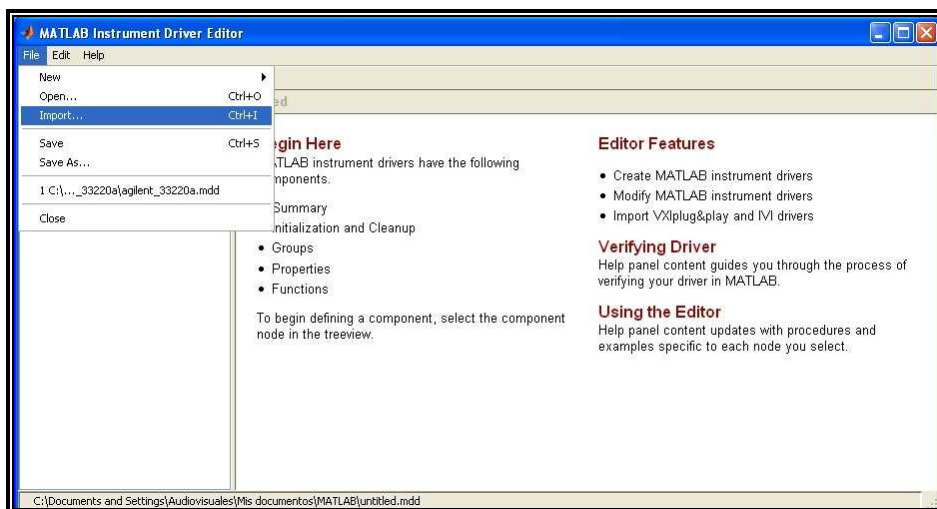 MATLAB Instrument Driver Editor
File Edit Help
New
Open... Ctrl+O
Import... Ctrl+I
Save Ctrl+S
Save As...
1 C:\..._33220a\agilent_33220a.mdd
Close
ed
gin Here
TLAB instrument drivers have the following
mponents.
Summary
nitialization and Cleanup
• Groups
• Properties
• Functions
To begin defining a component, select the component
node in the treeview.
Editor Features
• Create MATLAB instrument drivers
• Modify MATLAB instrument drivers
• Import VXIplug&play and IVI drivers
Verifying Driver
Help panel content guides you through the process of
verifying your driver in MATLAB.
Using the Editor
Help panel content updates with procedures and
examples specific to each node you select.
C:\Documents and Settings\Audiovisuales\Mis documentos\MATLAB\untitled.mdd